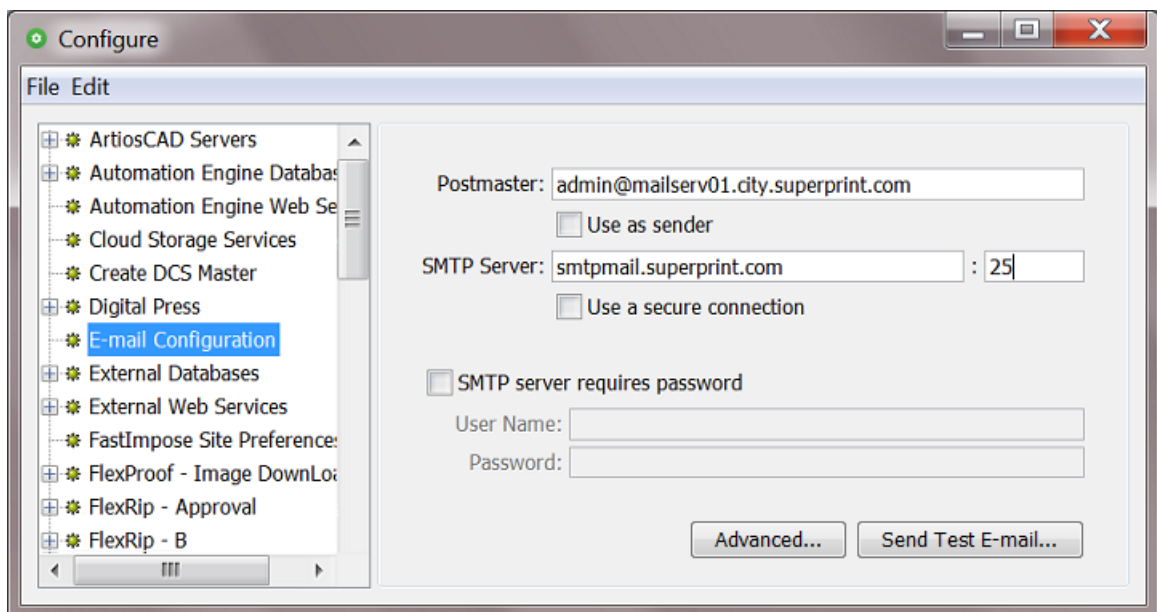 Configure
File Edit
ArtiosCAD Servers
Automation Engine Databas
Automation Engine Web Se
Cloud Storage Services
Create DCS Master
Digital Press
E-mail Configuration
External Databases
External Web Services
FastImpose Site Preference
FlexProof - Image DownLoa
FlexRip - Approval
FlexRip - B
Postmaster: admin@mailserv01.city.superprint.com
Use as sender
SMTP Server: smtpmail.superprint.com : 25
Use a secure connection
SMTP server requires password
User Name:
Password:
Advanced... Send Test E-mail...